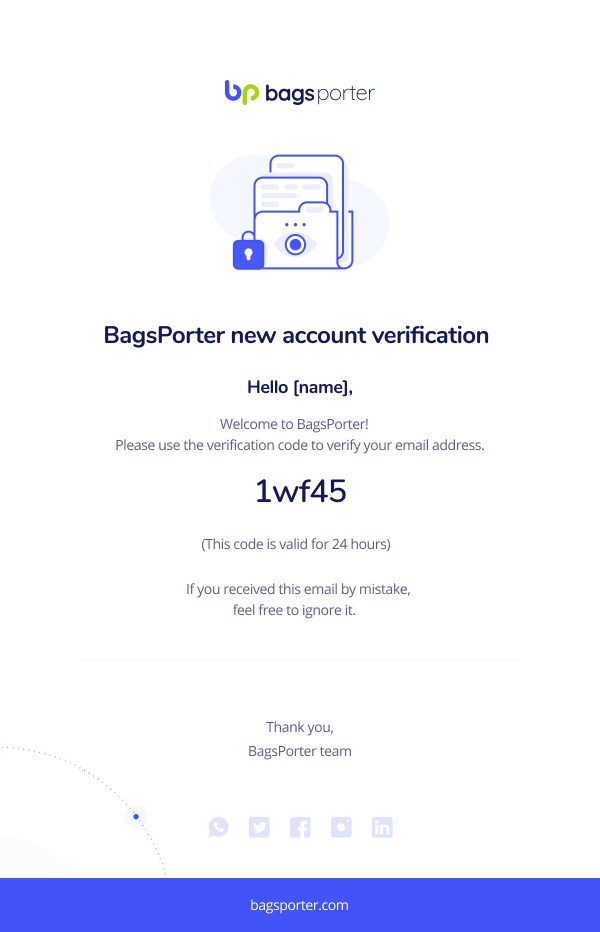 bp bagsporter
BagsPorter new account verification
Hello [name],
Welcome to BagsPorter!
Please use the verification code to verify your email address.
1wf45
(This code is valid for 24 hours)
If you received this email by mistake,
feel free to ignore it.
Thank you,
BagsPorter team
bagsporter.com